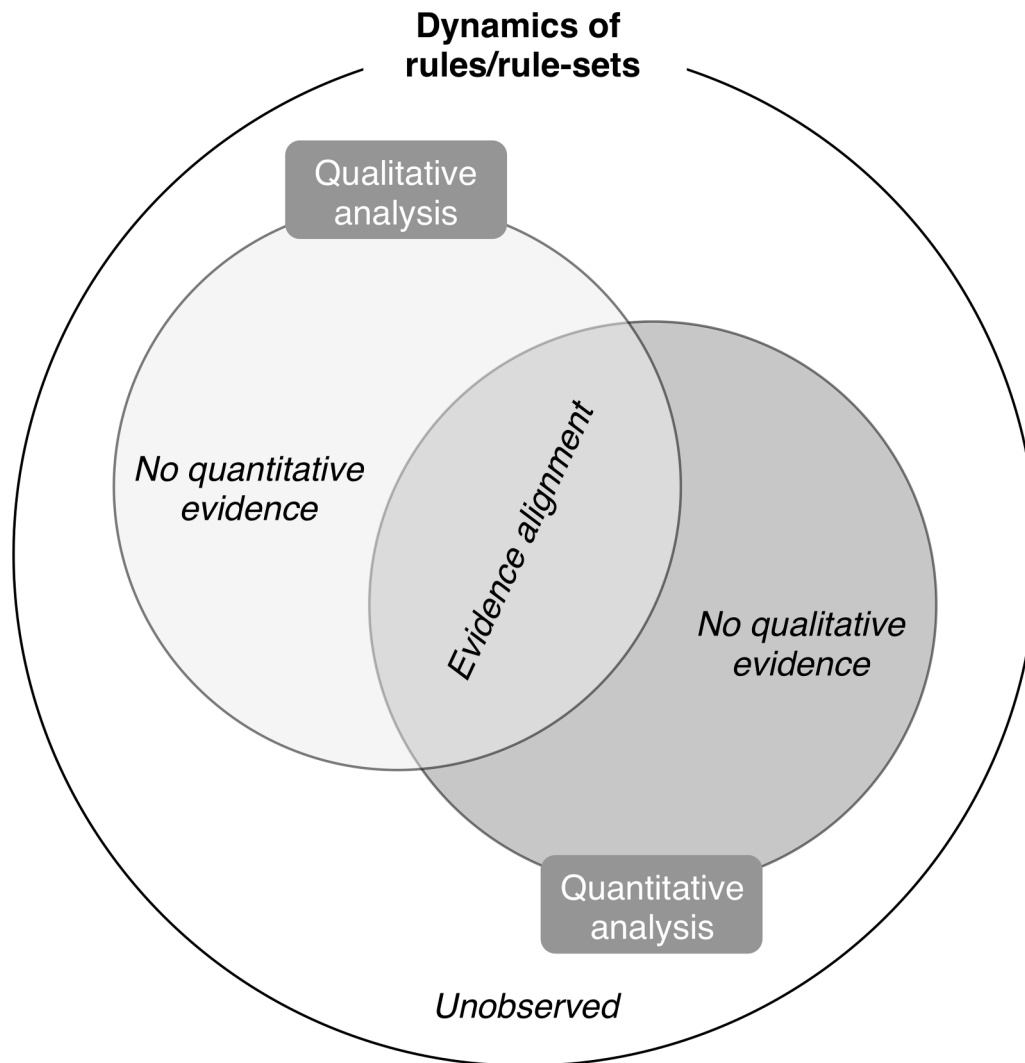 Dynamics of
rules/rule-sets
Qualitative
analysis
No quantitative
evidence
Evidence alignment
No qualitative
evidence
Quantitative
analysis
Unobserved